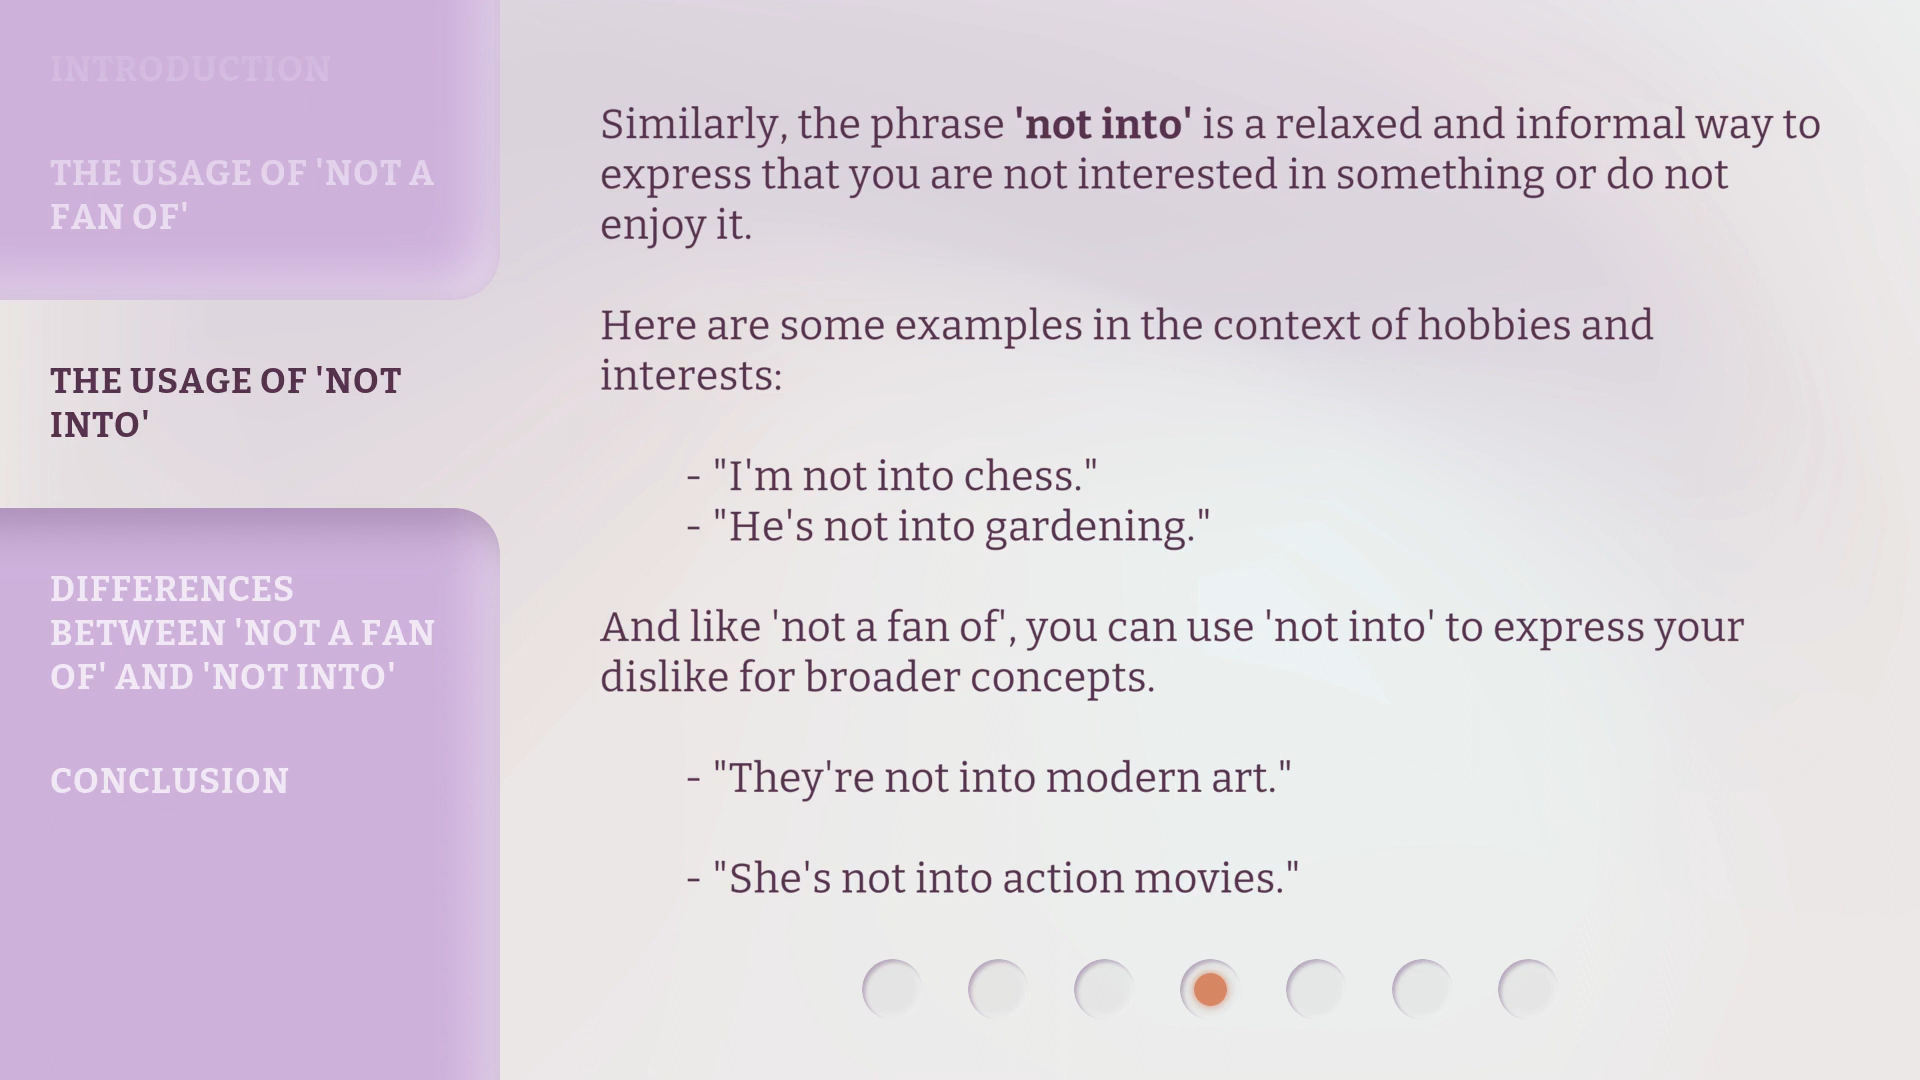 INTRODUCTION
THE USAGE OF 'NOT A
FAN OF'
THE USAGE OF 'NOT
INTO'
DIFFERENCES
BETWEEN 'NOT A FAN
OF' AND 'NOT INTO'
CONCLUSION
Similarly, the phrase 'not into' is a relaxed and informal way to
express that you are not interested in something or do not
enjoy it.
Here are some examples in the context of hobbies and
interests:
- "I'm not into chess."
- "He's not into gardening."
And like 'not a fan of', you can use 'not into' to express your
dislike for broader concepts.
- "They're not into modern art."
- "She's not into action movies."